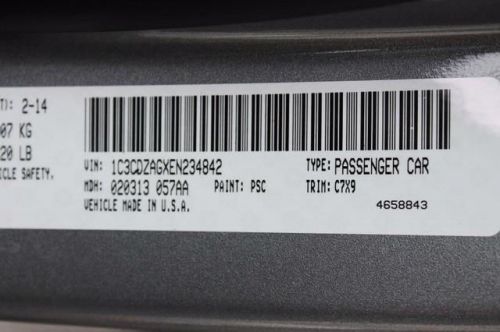 T): 2-14
07 KG
20 LB
ICLE SAFETY.
VIN: 1C3CDZAGXEN234842 TYPE: PASSENGER CAR
MDH: 020313 057AA PAINT: PSC TRIM: C7X9
VEHICLE MADE IN U.S.A. 4658843